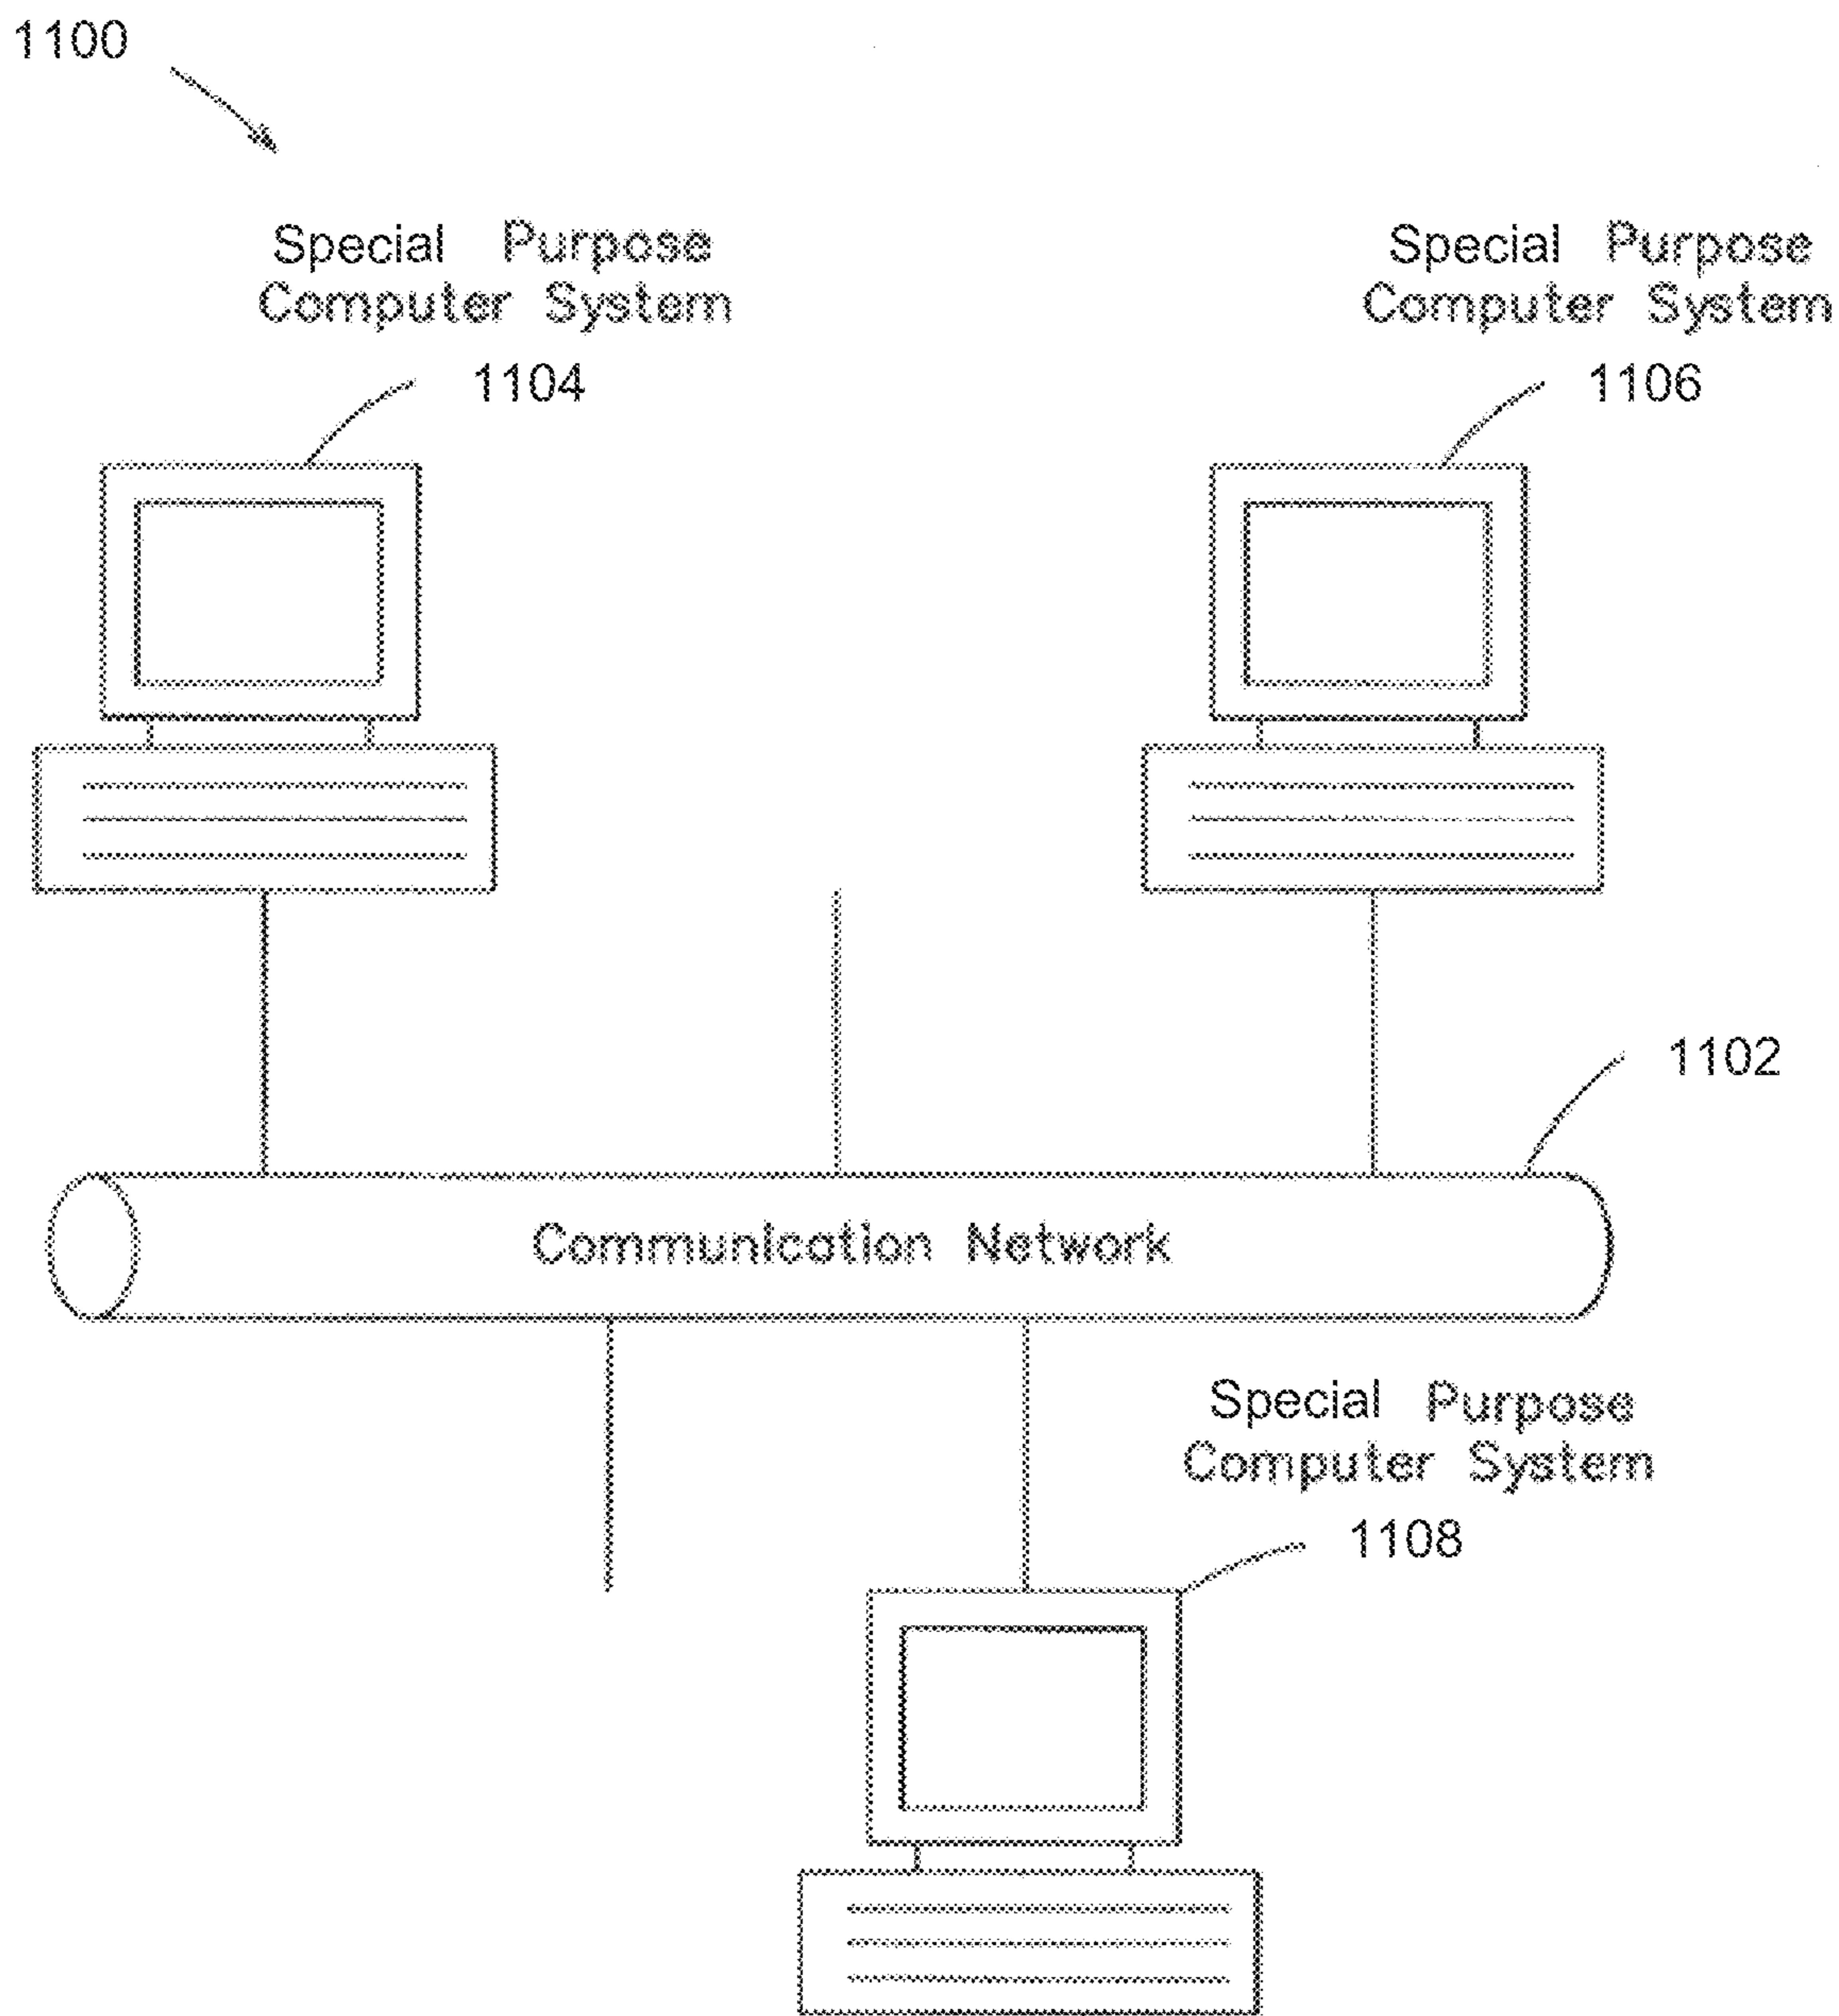 1100
Special Purpose
Computer System
1104
Special Purpose
Computer System
1106
1102
Communication Network
Special Purpose
Computer System
1108